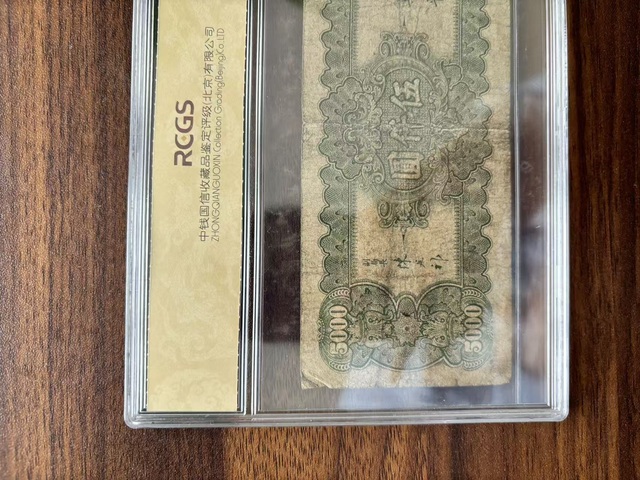 RCGS
中钱国信收藏品鉴定评级(北京)有限公司
ZHONGQIANGUOXIN Collection Grading(Beijing)Co.,LTD
圆仟伍
5000
5000